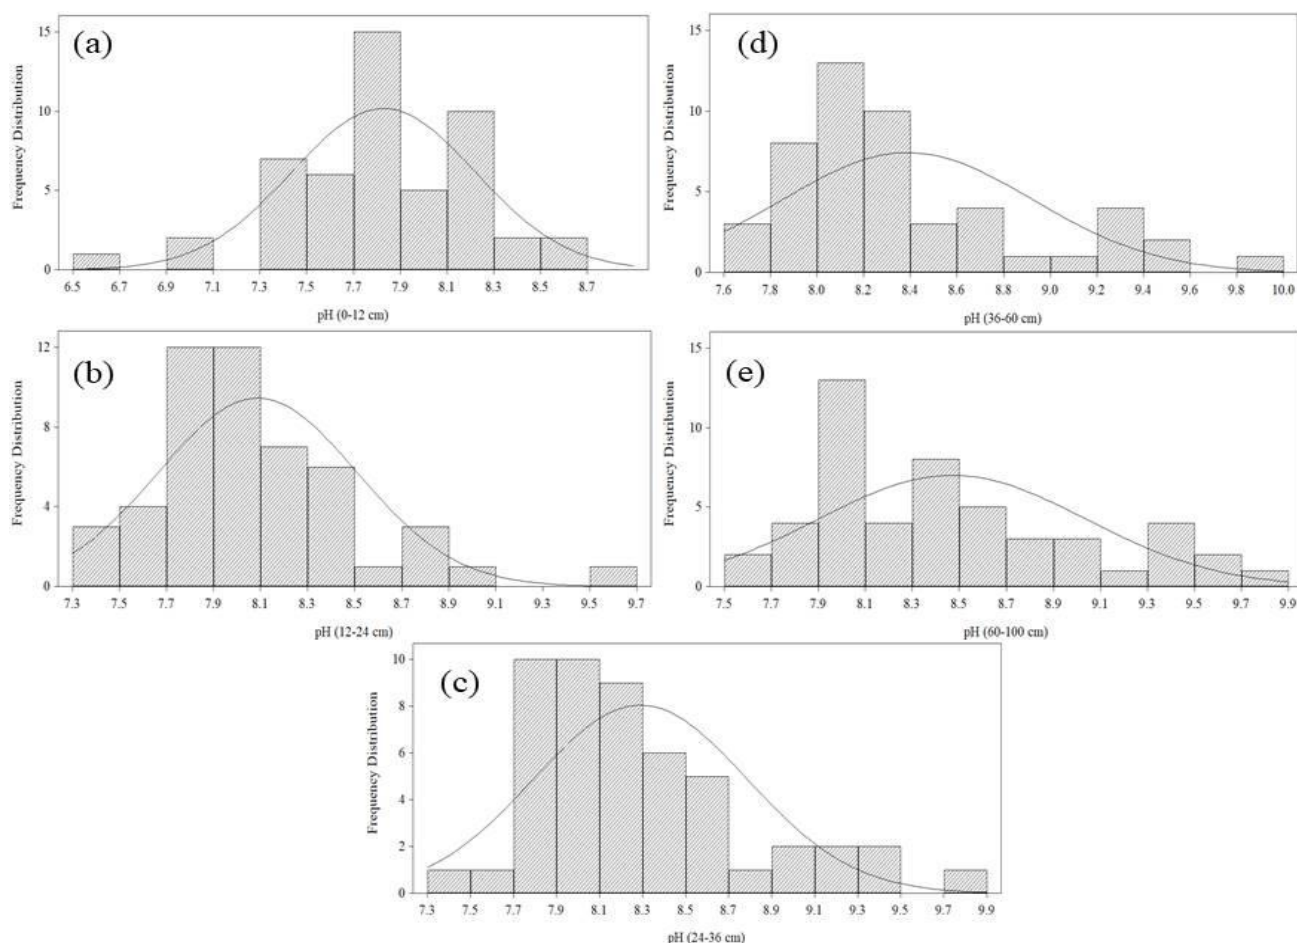 (a)
Frequency Distribution
15
10
5
0
6.5 6.7 6.9 7.1 7.3 7.5 7.7 7.9 8.1 8.3 8.5 8.7
pH (0-12 cm)
(d)
Frequency Distribution
15
10
5
0
7.6 7.8 8.0 8.2 8.4 8.6 8.8 9.0 9.2 9.4 9.6 9.8 10.0
pH (36-60 cm)
(b)
Frequency Distribution
12
8
4
0
7.3 7.5 7.7 7.9 8.1 8.3 8.5 8.7 8.9 9.1 9.3 9.5 9.7
pH (12-24 cm)
(e)
Frequency Distribution
15
10
5
0
7.5 7.7 7.9 8.1 8.3 8.5 8.7 8.9 9.1 9.3 9.5 9.7 9.9
pH (60-100 cm)
(c)
Frequency Distribution
10
8
6
4
2
0
7.3 7.5 7.7 7.9 8.1 8.3 8.5 8.7 8.9 9.1 9.3 9.5 9.7 9.9
pH (24-36 cm)